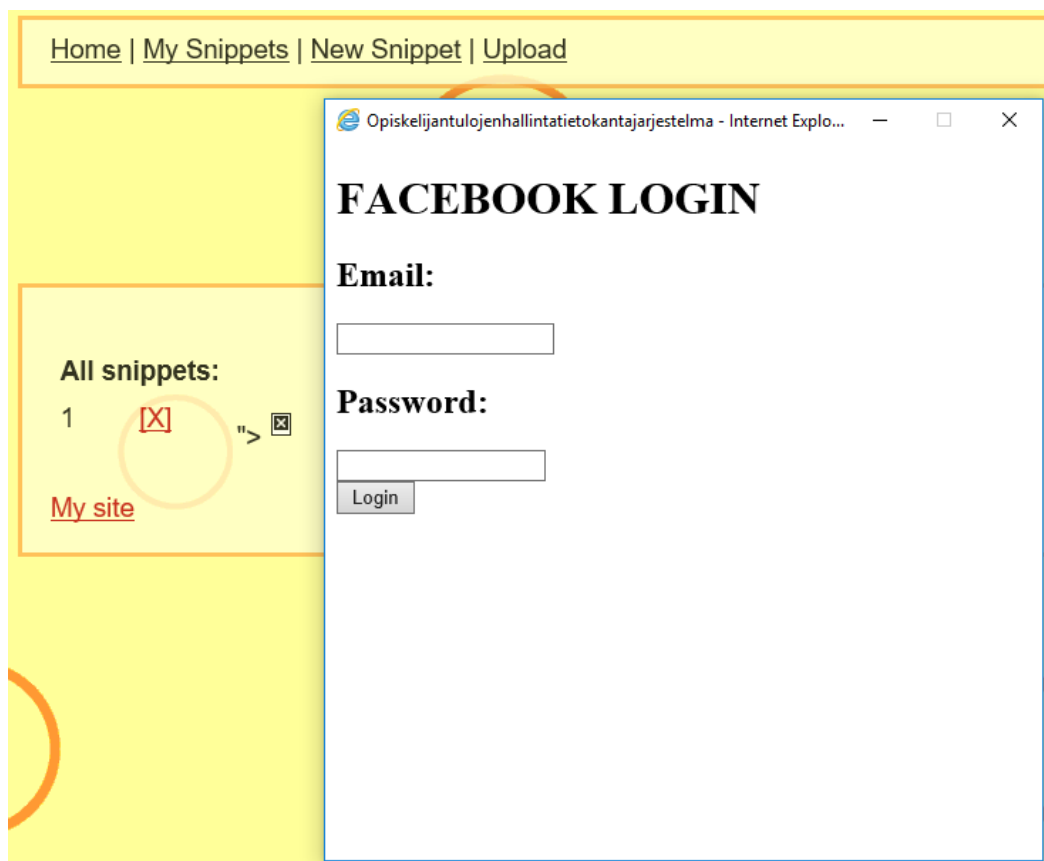 Home | My Snippets | New Snippet | Upload
Opiskelijantulojenhallintatietokantajarjestelma - Internet Explo...
FACEBOOK LOGIN
Email:
Password:
Login
All snippets:
1 [X] ">
My site